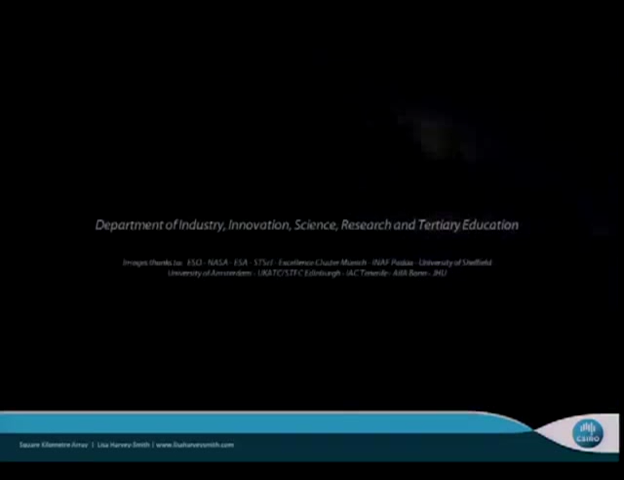 Department of Industry, Innovation, Science, Research and Tertiary Education
Images thanks to: ESO - NASA - ESA - STScI - Excellence Cluster Munich - INAF Padua - University of Sheffield
University of Amsterdam - UKATC/STFC Edinburgh - IAC Tenerife - AIfA Bonn - JHU
Square Kilometre Array | Lisa Harvey-Smith | www.lisaharveysmith.com
CSIRO